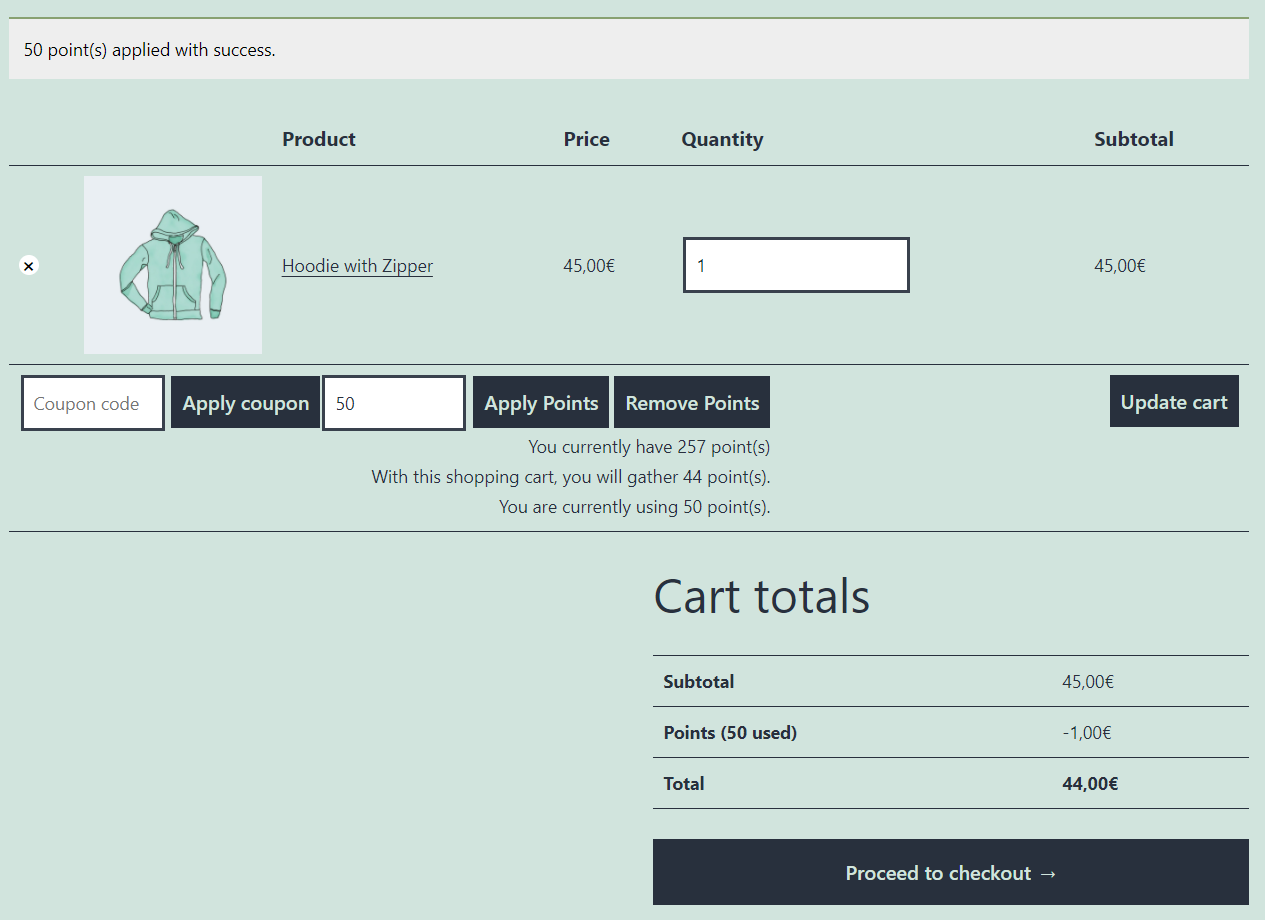 50 point(s) applied with success.
Product Price Quantity Subtotal
× Hoodie with Zipper 45,00€ 1 45,00€
Coupon code Apply coupon 50 Apply Points Remove Points Update cart
You currently have 257 point(s)
With this shopping cart, you will gather 44 point(s).
You are currently using 50 point(s).
Cart totals
Subtotal 45,00€
Points (50 used) -1,00€
Total 44,00€
Proceed to checkout →